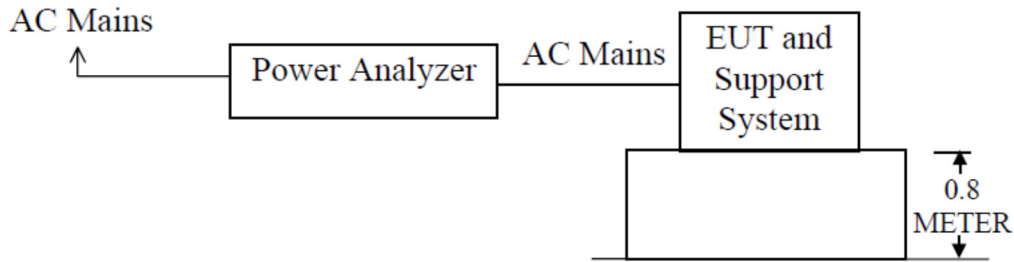 AC Mains
Power Analyzer
AC Mains
EUT and
Support
System
0.8
METER